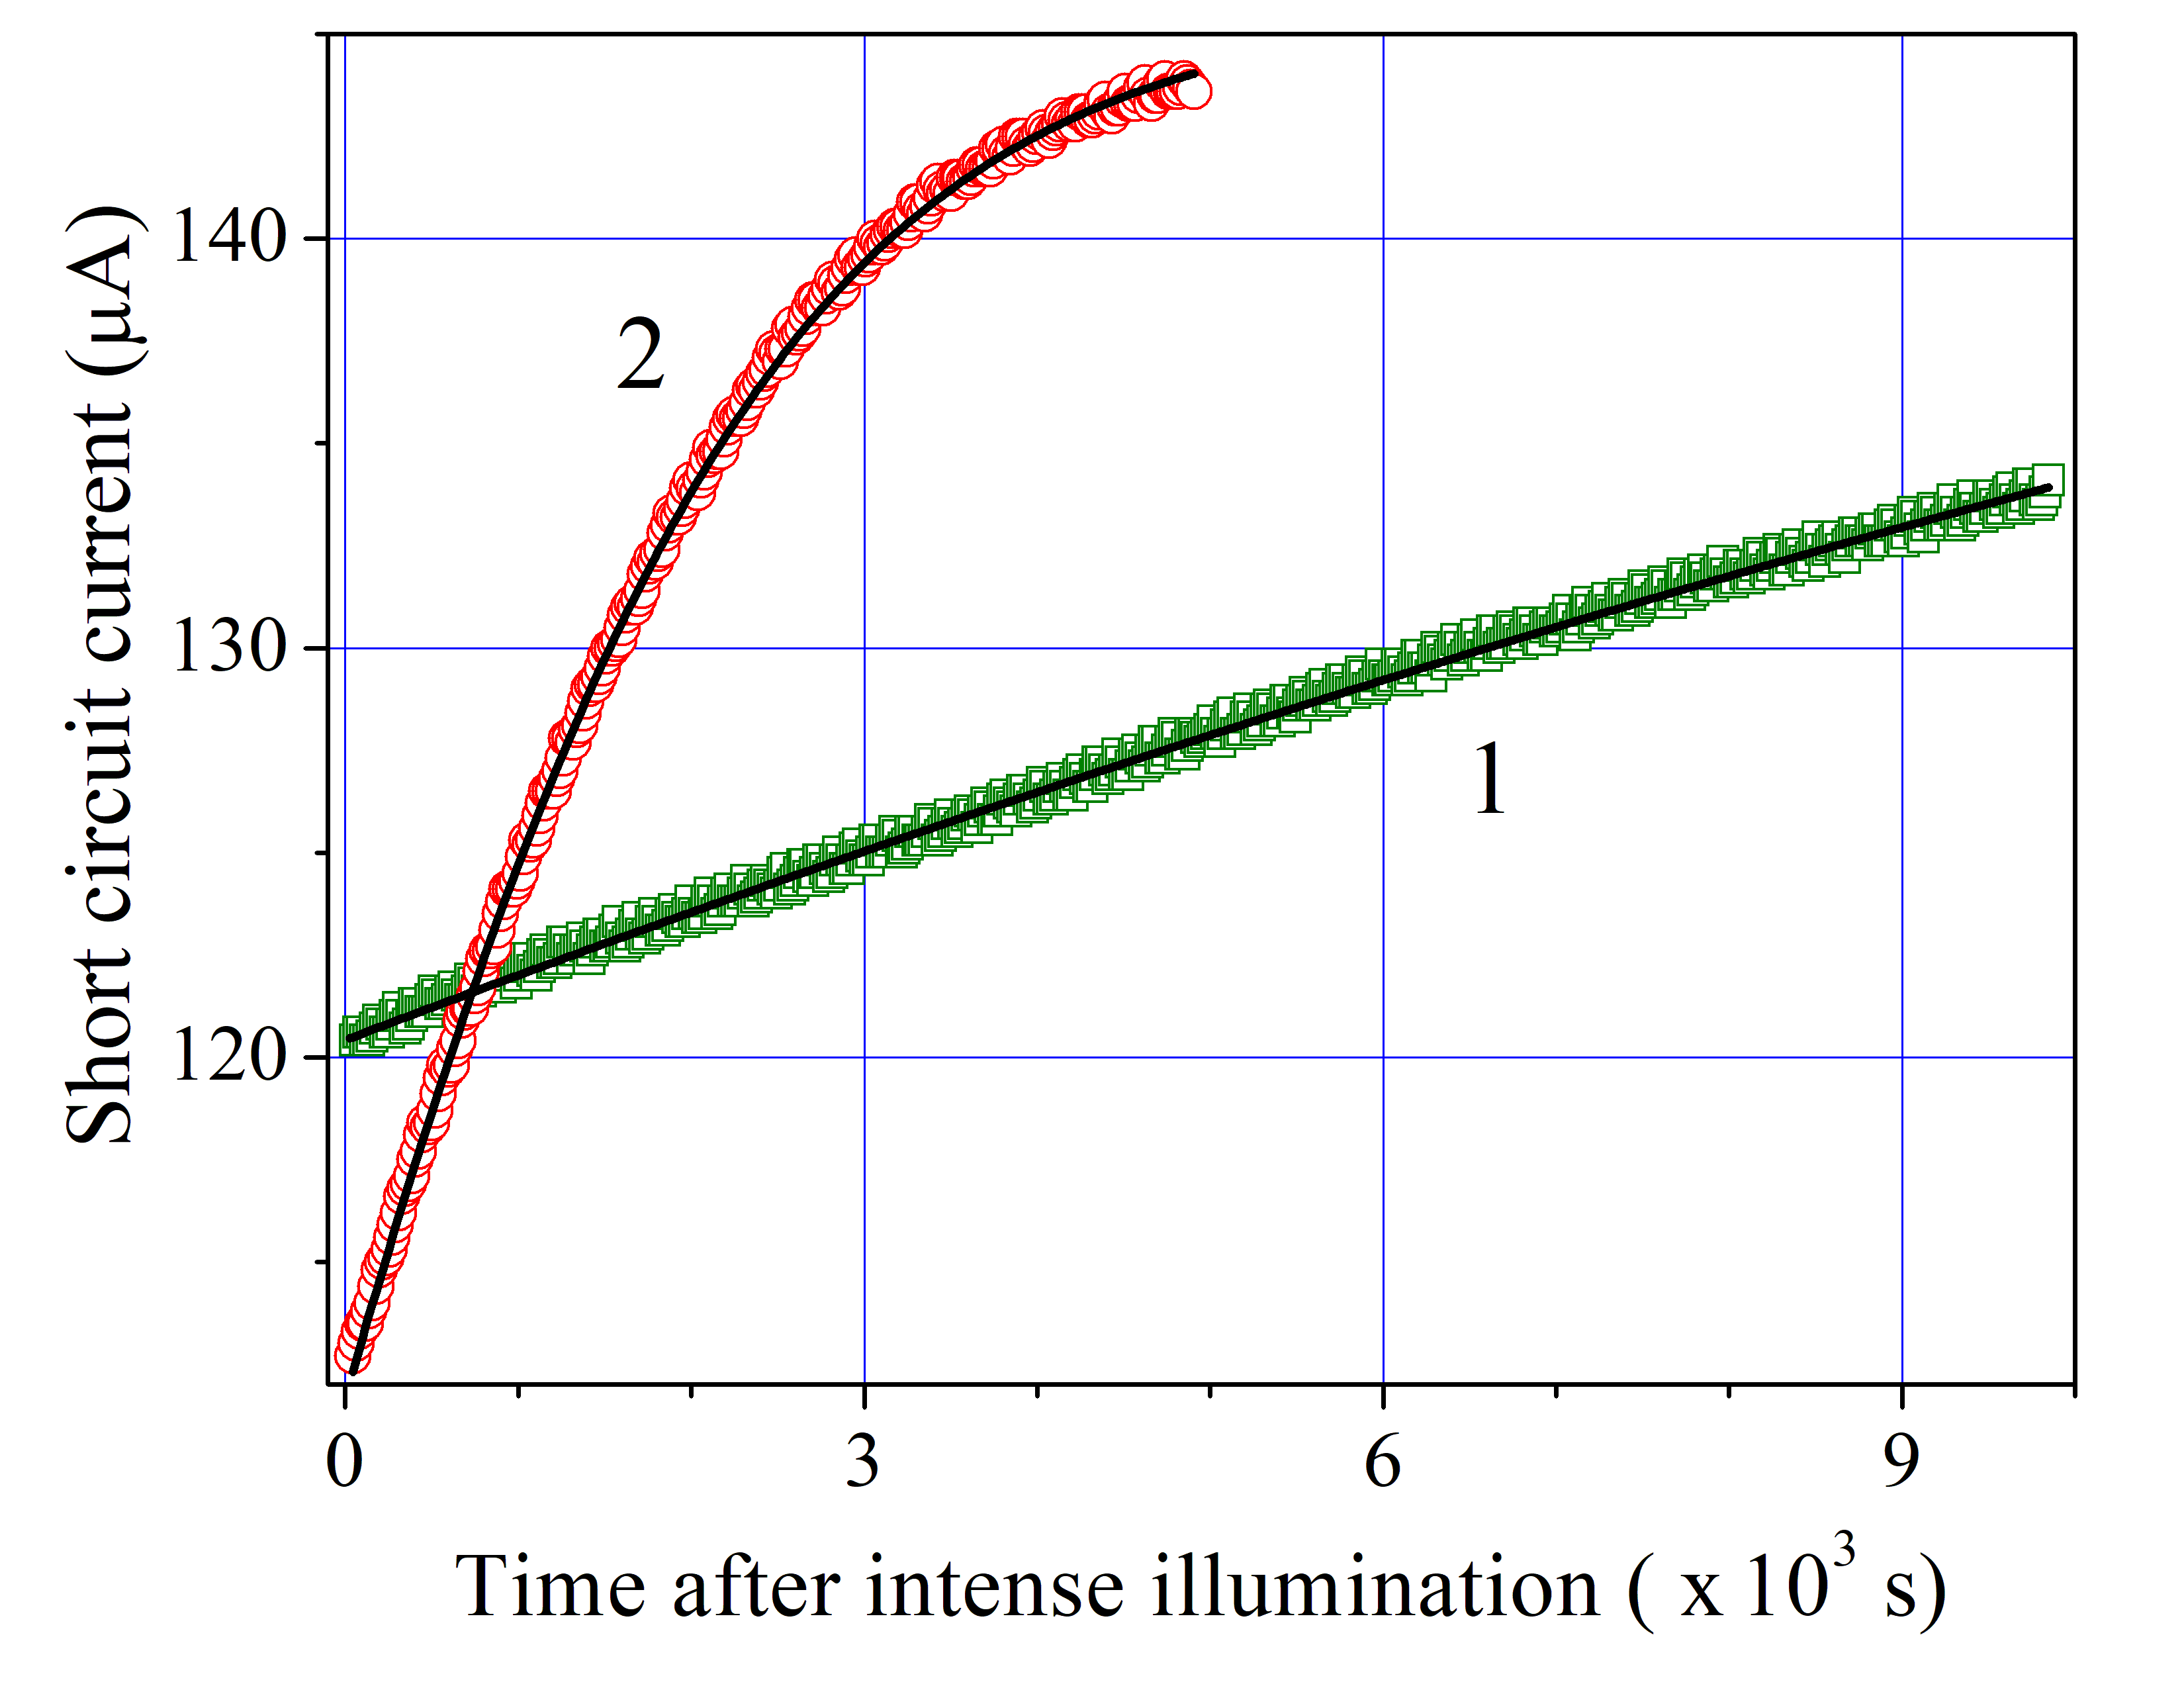 Short circuit current (μA)
140
130
120
2
1
0 3 6 9
Time after intense illumination ( x 10³ s)